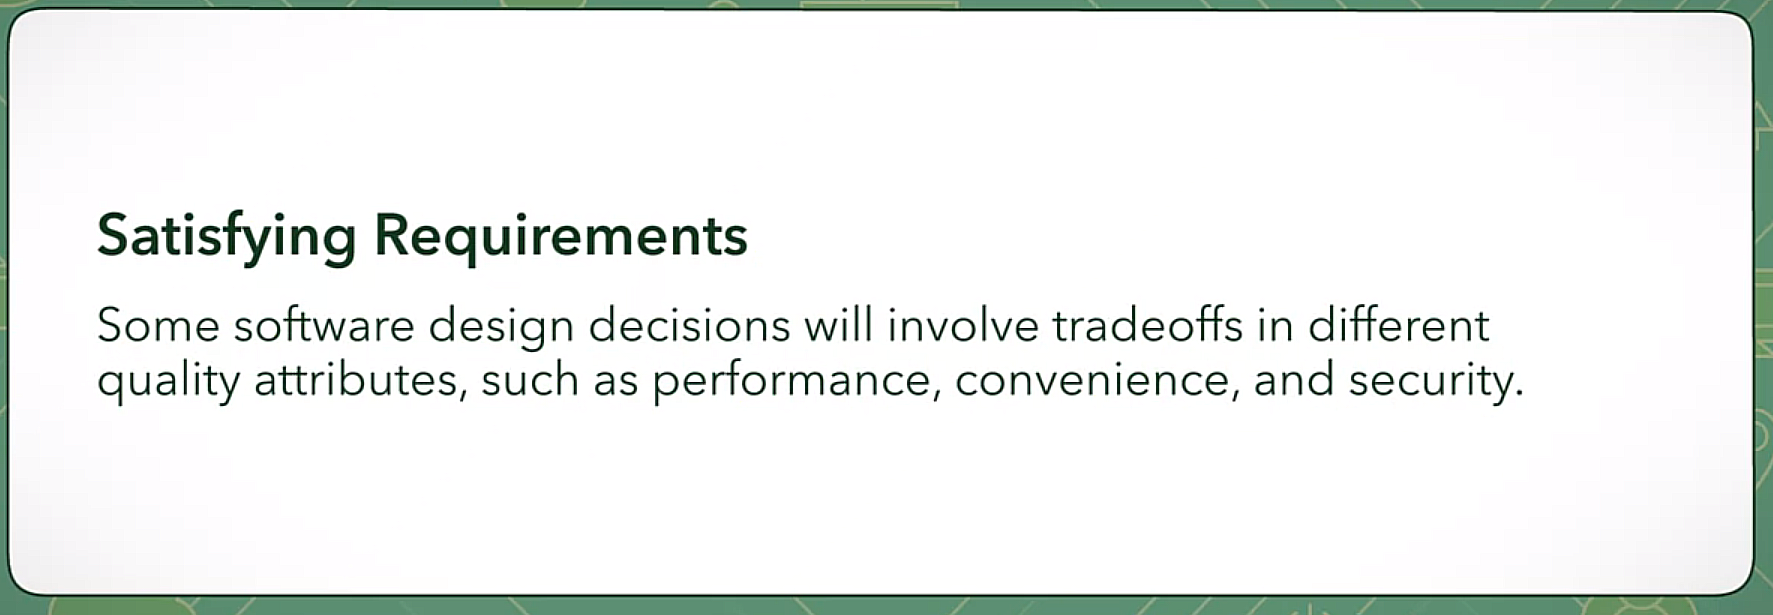 Satisfying Requirements
Some software design decisions will involve tradeoffs in different
quality attributes, such as performance, convenience, and security.